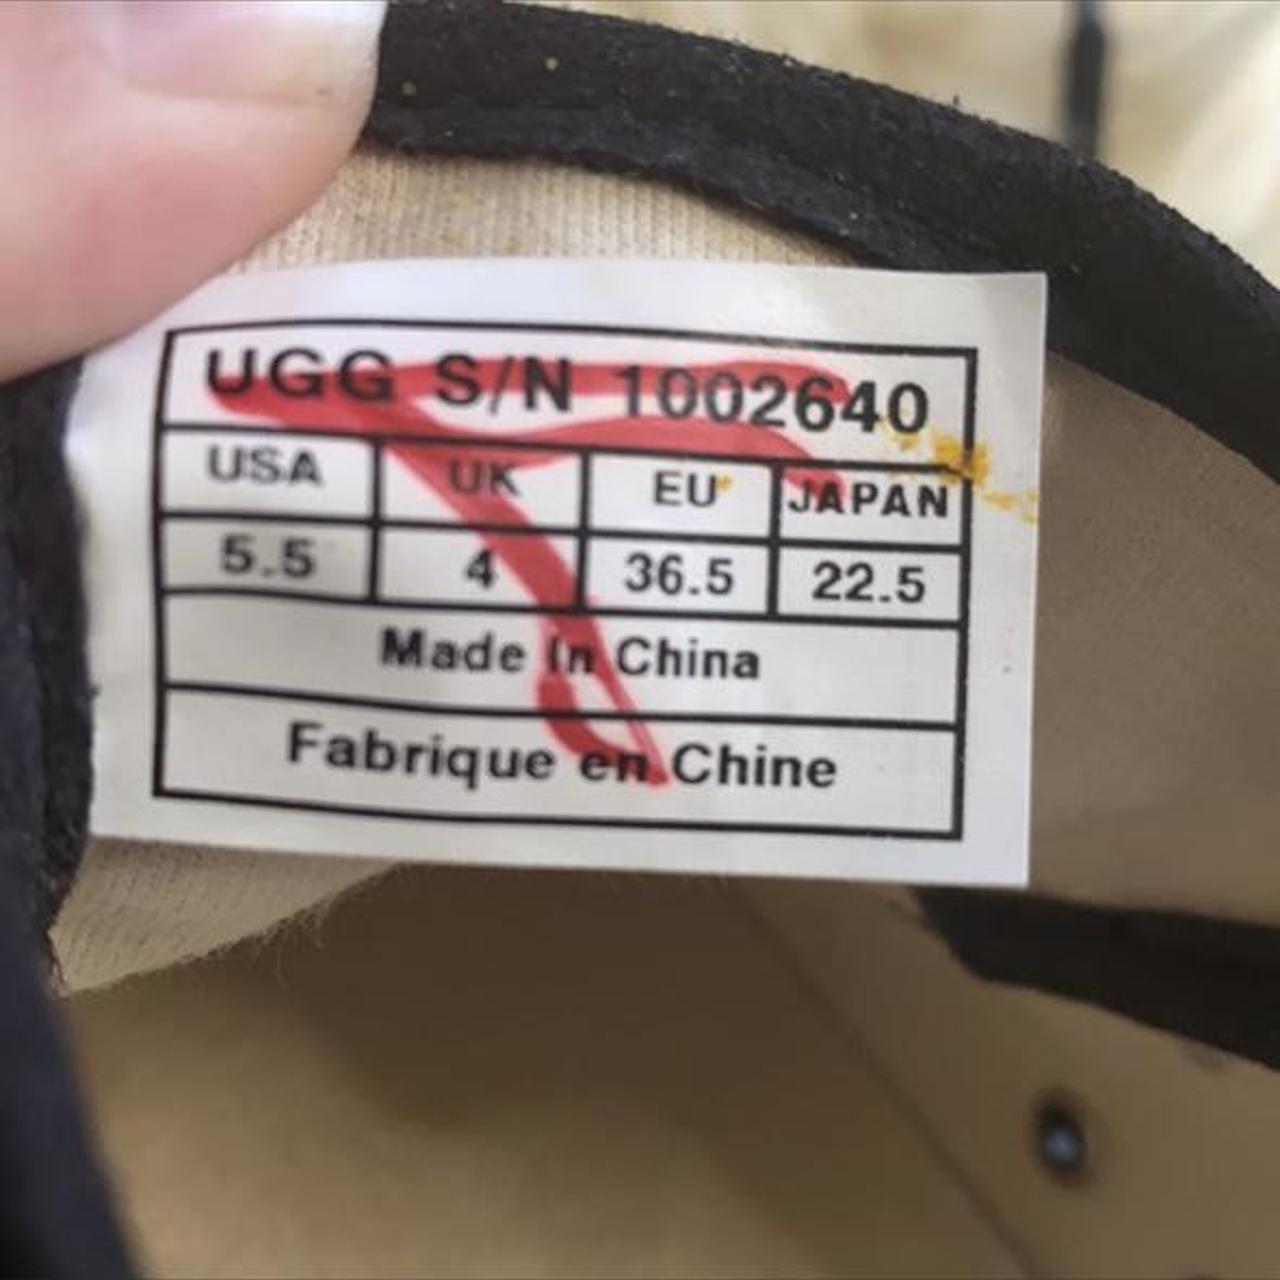 UGG S/N 1002640
USA UK EU JAPAN
5.5 4 36.5 22.5
Made In China
Fabrique en Chine